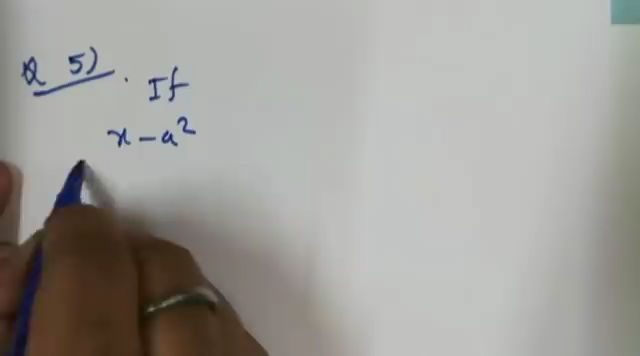 Q 5) . If
x - a²